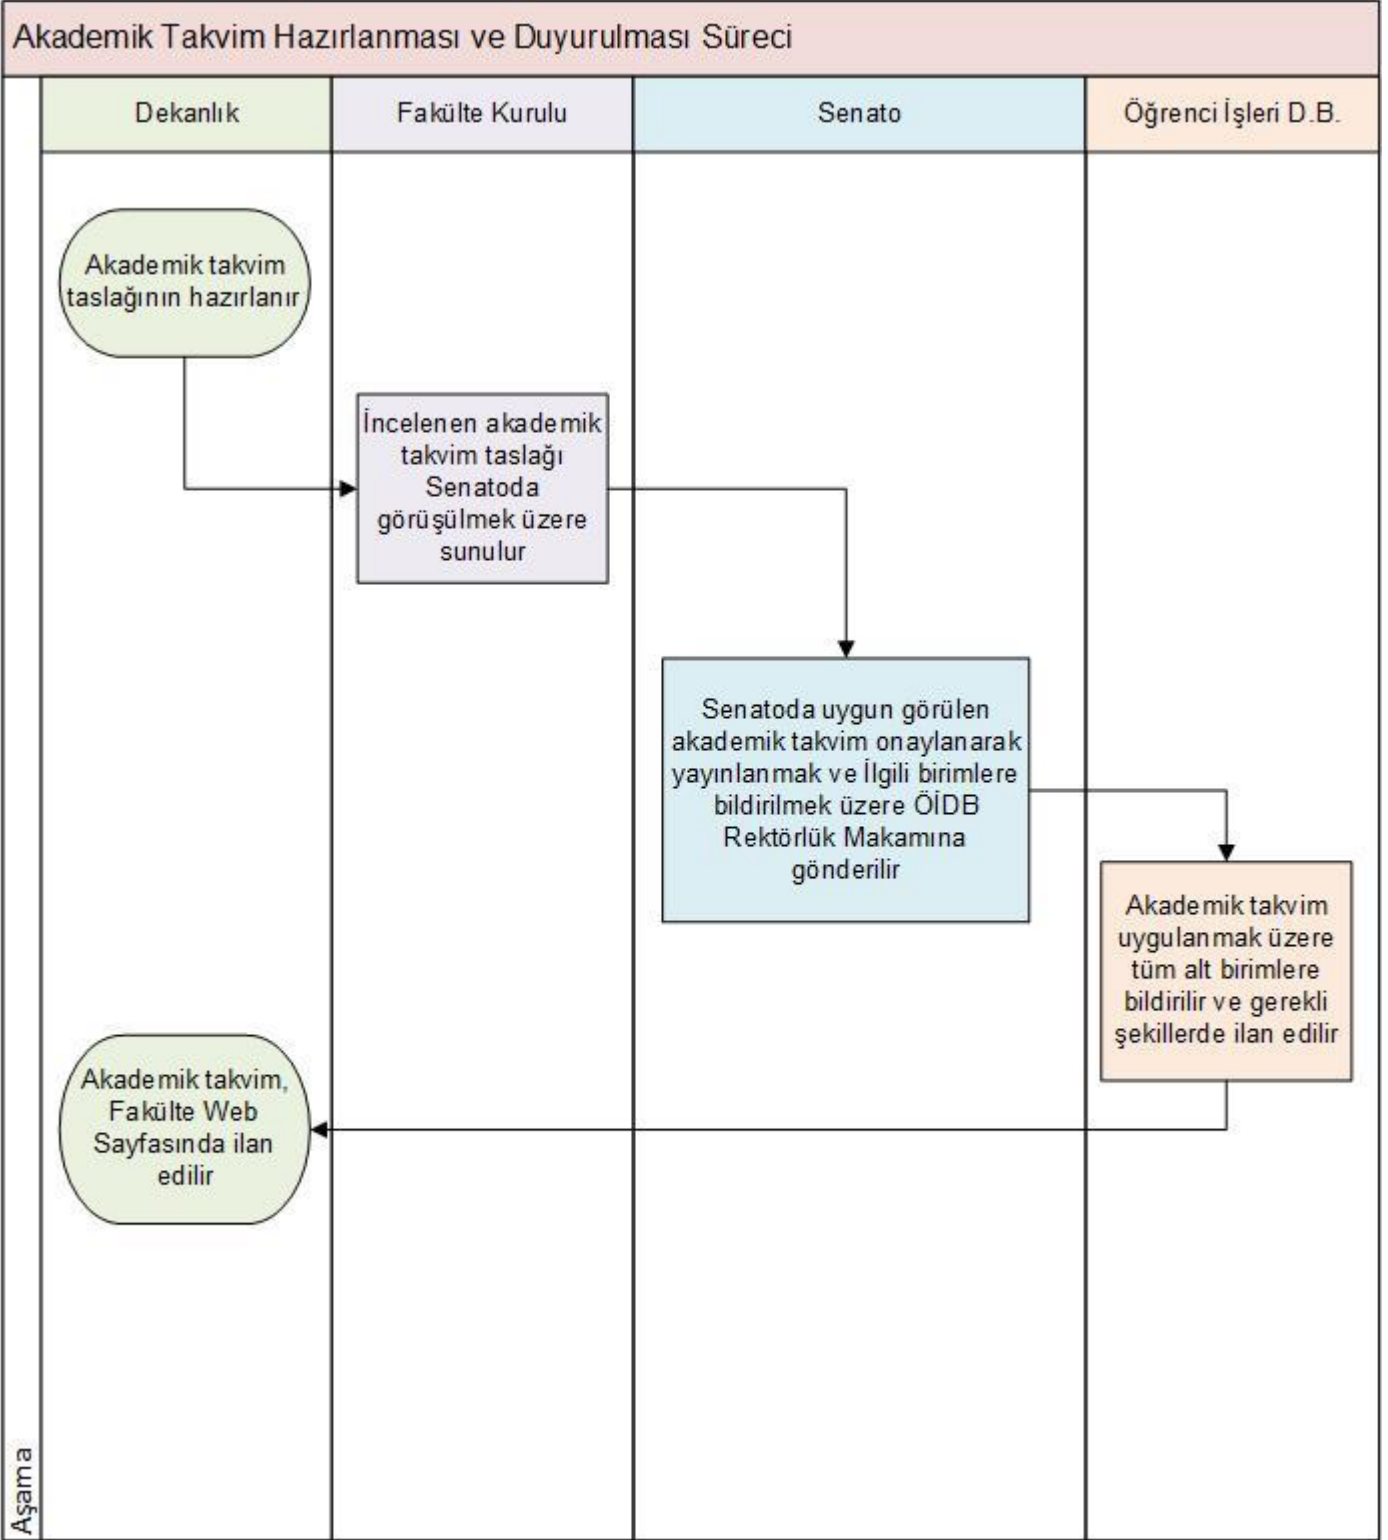 Akademik Takvim Hazırlanması ve Duyurulması Süreci
Dekanlık
Fakülte Kurulu
Senato
Öğrenci İşleri D.B.
Akademik takvim
taslağının hazırlanır
İncelenen akademik
takvim taslağı
Senatoda
görüşülmek üzere
sunulur
Senatoda uygun görülen
akademik takvim onaylanarak
yayınlanmak ve İlgili birimlere
bildirilmek üzere ÖİDB
Rektörlük Makamına
gönderilir
Akademik takvim
uygulanmak üzere
tüm alt birimlere
bildirilir ve gerekli
şekillerde ilan edilir
Akademik takvim,
Fakülte Web
Sayfasında ilan
edilir
Aşama